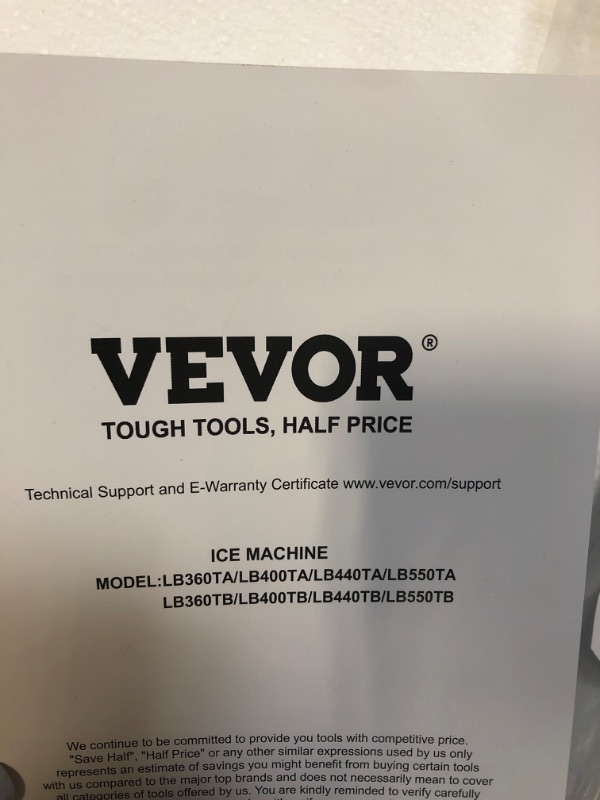 VEVOR®
TOUGH TOOLS, HALF PRICE
Technical Support and E-Warranty Certificate www.vevor.com/support
ICE MACHINE
MODEL:LB360TA/LB400TA/LB440TA/LB550TA
LB360TB/LB400TB/LB440TB/LB550TB
We continue to be committed to provide you tools with competitive price.
"Save Half", "Half Price" or any other similar expressions used by us only
represents an estimate of savings you might benefit from buying certain tools
with us compared to the major top brands and does not necessarily mean to cover
all categories of tools offered by us. You are kindly reminded to verify carefully